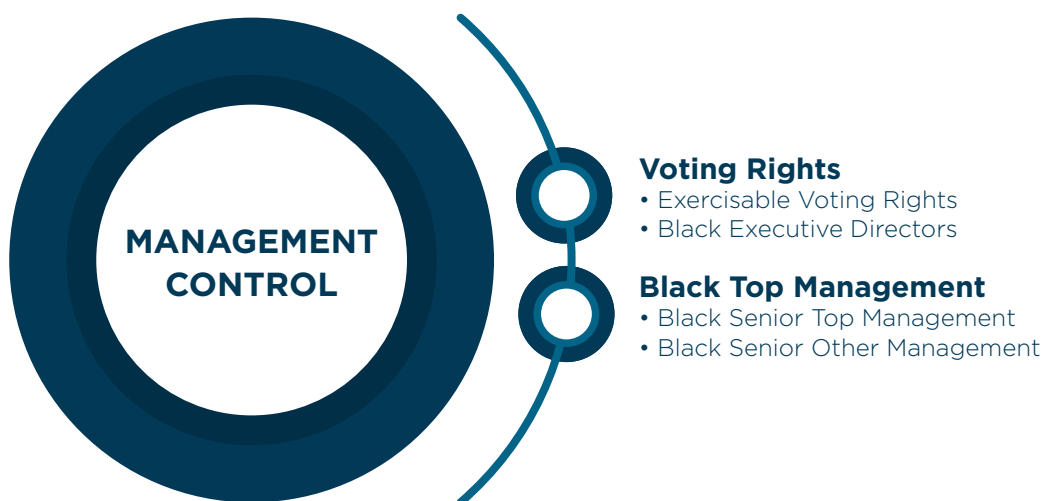 MANAGEMENT
CONTROL
Voting Rights
• Exercisable Voting Rights
• Black Executive Directors
Black Top Management
• Black Senior Top Management
• Black Senior Other Management